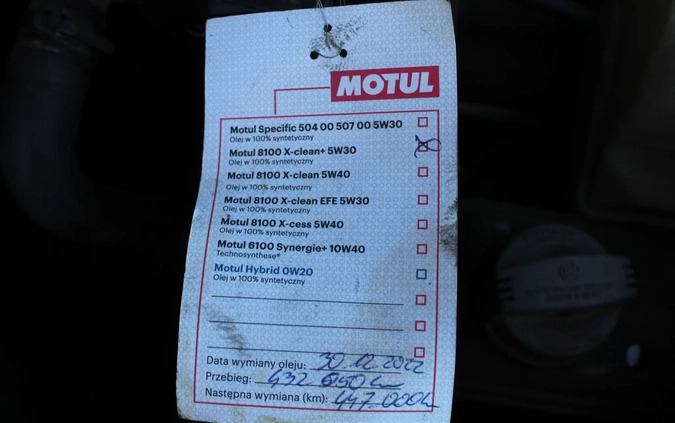 MOTUL
Motul Specific 504 00 507 00 5W30
Olej w 100% syntetyczny
Motul 8100 X-clean+ 5W30
Olej w 100% syntetyczny
Motul 8100 X-clean 5W40
Olej w 100% syntetyczny
Motul 8100 X-clean EFE 5W30
Olej w 100% syntetyczny
Motul 8100 X-cess 5W40
Olej w 100% syntetyczny
Motul 6100 Synergie+ 10W40
Technosynthese®
Motul Hybrid 0W20
Olej w 100% syntetyczny
Data wymiany oleju: 30.12.2022
Przebieg: 432 650 km
Następna wymiana (km): 447.000 km